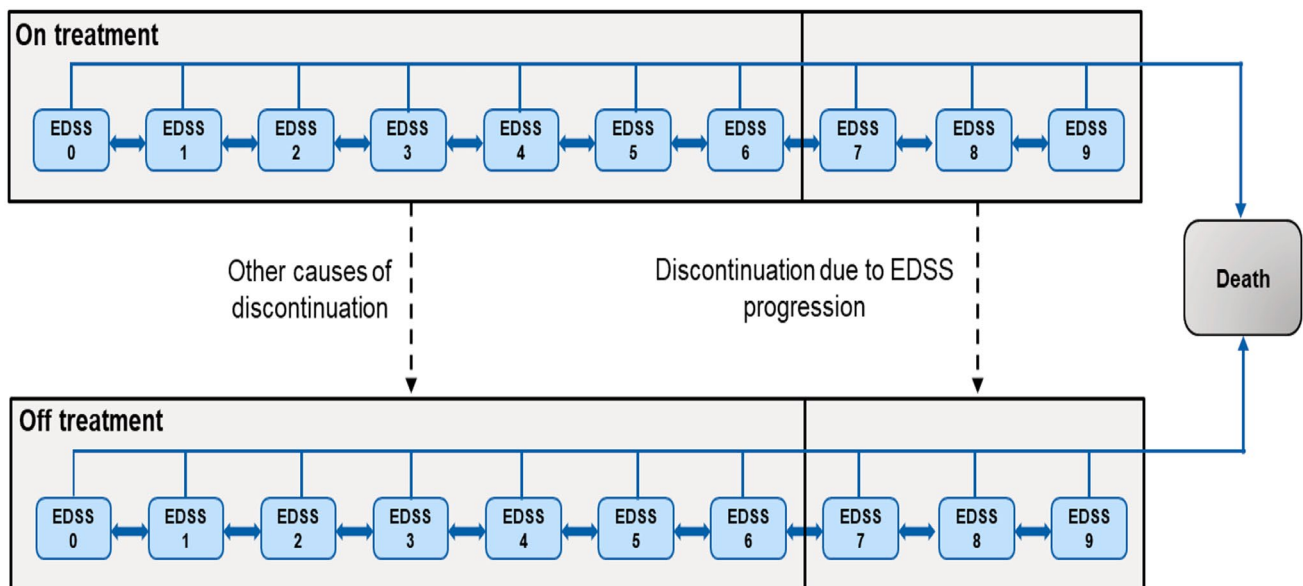 On treatment
EDSS
0
EDSS
1
EDSS
2
EDSS
3
EDSS
4
EDSS
5
EDSS
6
EDSS
7
EDSS
8
EDSS
9
Other causes of
discontinuation
Discontinuation due to EDSS
progression
Death
Off treatment
EDSS
0
EDSS
1
EDSS
2
EDSS
3
EDSS
4
EDSS
5
EDSS
6
EDSS
7
EDSS
8
EDSS
9